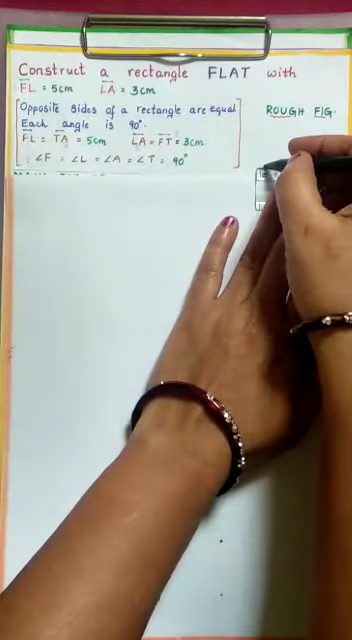 Construct a rectangle FLAT with
FL = 5cm LA = 3cm
[Opposite sides of a rectangle are equal
Each angle is 90°.
FL = TA = 5cm LA = FT = 3cm
∠F = ∠L = ∠A = ∠T = 90°]
ROUGH FIG.